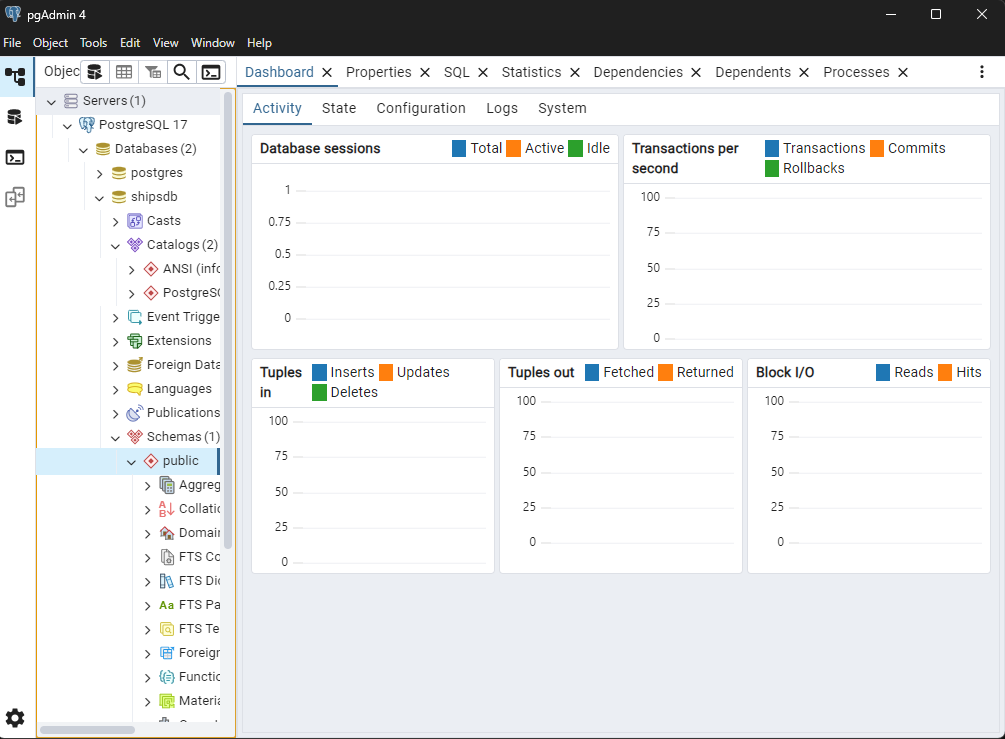 pgAdmin 4
File Object Tools Edit View Window Help
Objec
Dashboard Properties SQL Statistics Dependencies Dependents Processes
Servers (1)
PostgreSQL 17
Databases (2)
postgres
shipsdb
Casts
Catalogs (2)
ANSI (info
PostgreSQ
Event Trigge
Extensions
Foreign Data
Languages
Publications
Schemas (1)
public
Aggreg
Collatio
Domain
FTS Co
FTS Dic
Aa FTS Pa
FTS Te
Foreign
Functio
Materia
Activity State Configuration Logs System
Database sessions Total Active Idle
1
0.75
0.5
0.25
0
Transactions per second Transactions Commits
Rollbacks
100
75
50
25
0
Tuples in Inserts Updates
Deletes
100
75
50
25
0
Tuples out Fetched Returned
100
75
50
25
0
Block I/O Reads Hits
100
75
50
25
0